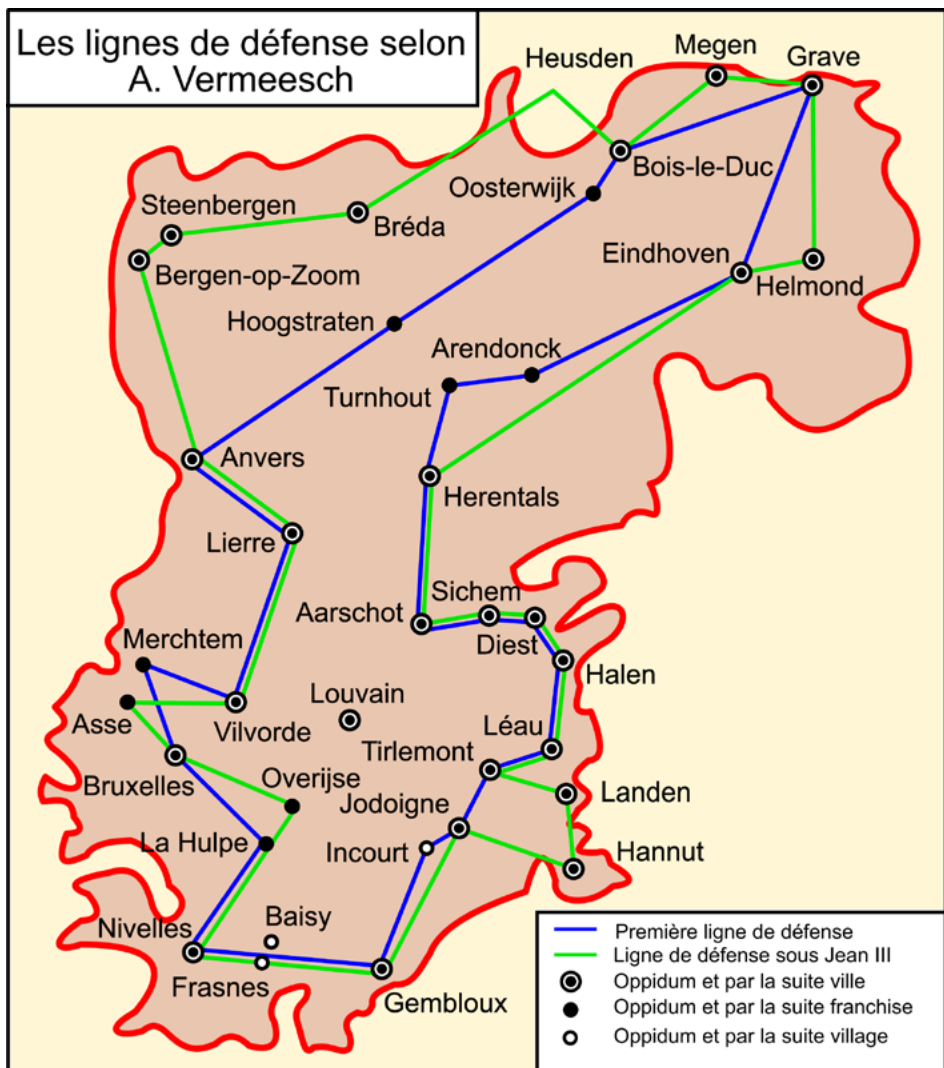 Les lignes de défense selon
A. Vermeesch
Heusden
Megen
Grave
Bois-le-Duc
Oosterwijk
Steenbergen
Bréda
Bergen-op-Zoom
Eindhoven
Helmond
Hoogstraten
Arendonck
Turnhout
Anvers
Herentals
Lierre
Sichem
Aarschot
Diest
Merchtem
Halen
Louvain
Asse
Vilvorde
Léau
Tirlemont
Bruxelles
Overijse
Landen
Jodoigne
La Hulpe
Incourt
Hannut
Baisy
Nivelles
Frasnes
Gembloux
Première ligne de défense
Ligne de défense sous Jean III
Oppidum et par la suite ville
Oppidum et par la suite franchise
Oppidum et par la suite village